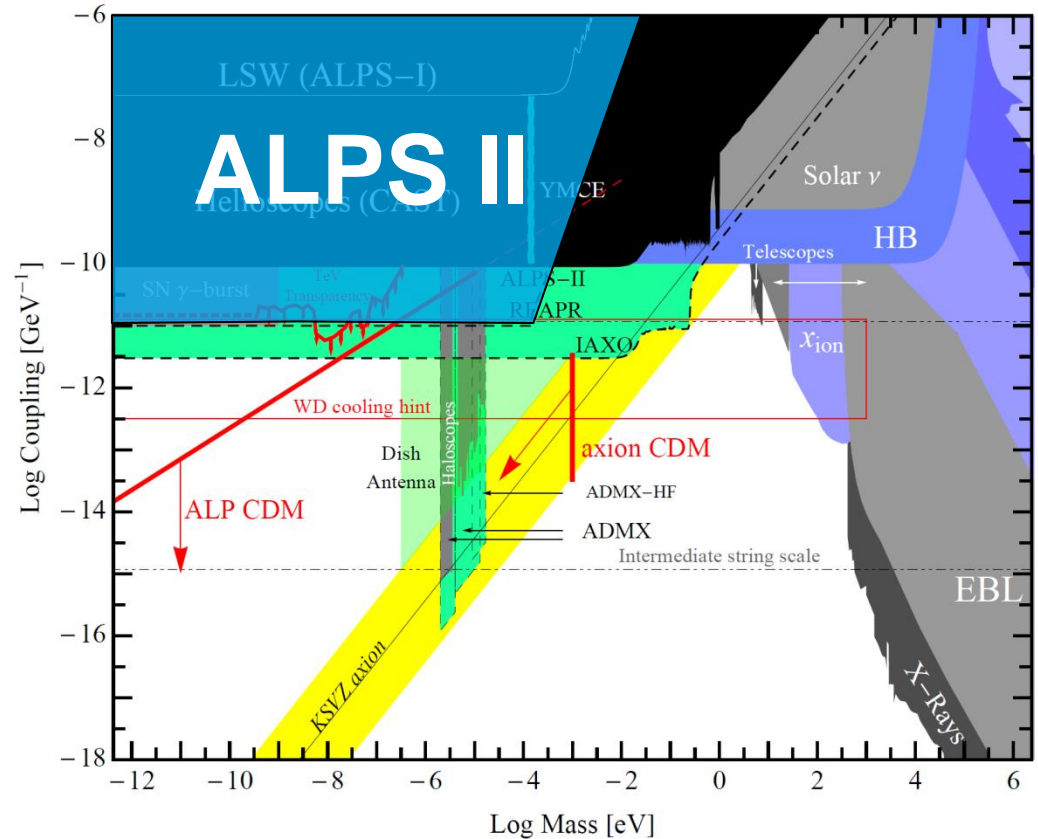 LSW (ALPS−I)
ALPS II
Helioscopes (CAST)
YMCE
Solar ν
HB
Telescopes
SN γ−burst
TeV
Transparency
ALPS−II
REAPR
IAXO
x ion
WD cooling hint
Haloscopes
Dish
Antenna
axion CDM
ADMX−HF
ADMX
ALP CDM
Intermediate string scale
EBL
KSVZ axion
X−Rays
Log Coupling [GeV⁻¹]
−6
−8
−10
−12
−14
−16
−18
−12 −10 −8 −6 −4 −2 0 2 4 6
Log Mass [eV]